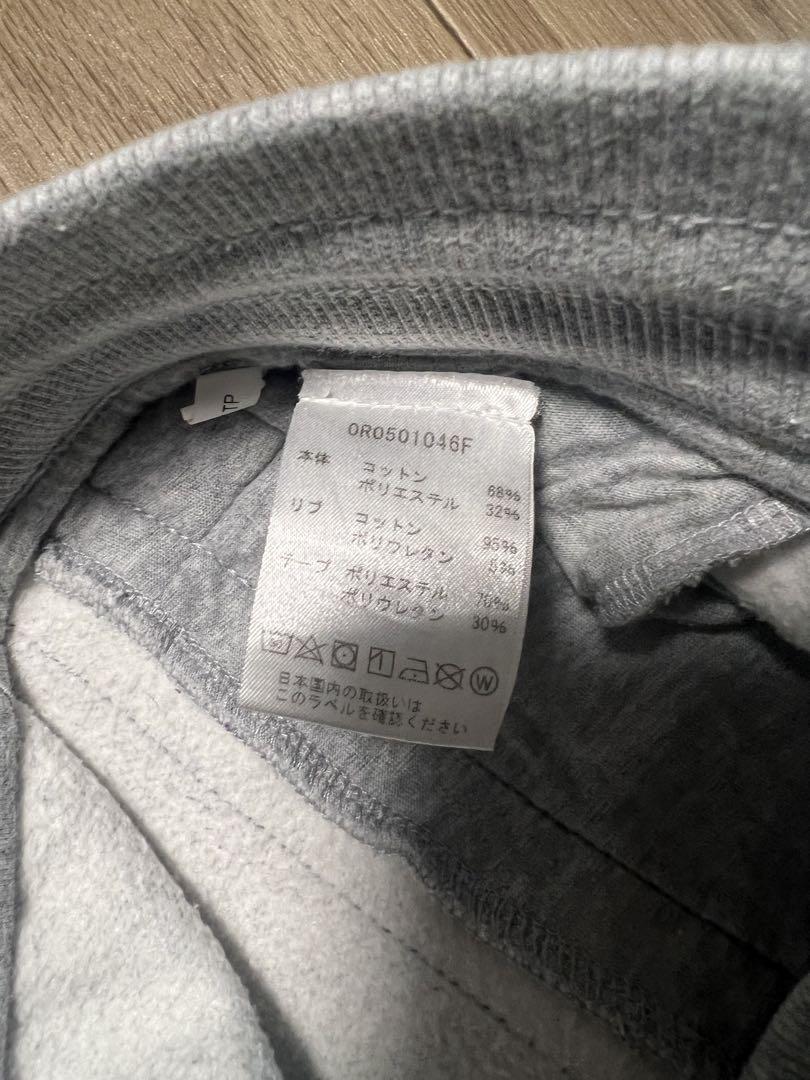 TP
0R0501046F
本体 コットン 68%
ポリエステル 32%
リブ コットン 95%
ポリウレタン 5%
テープ ポリエステル 70%
ポリウレタン 30%
W
日本国内の取扱いは
このラベルを確認ください